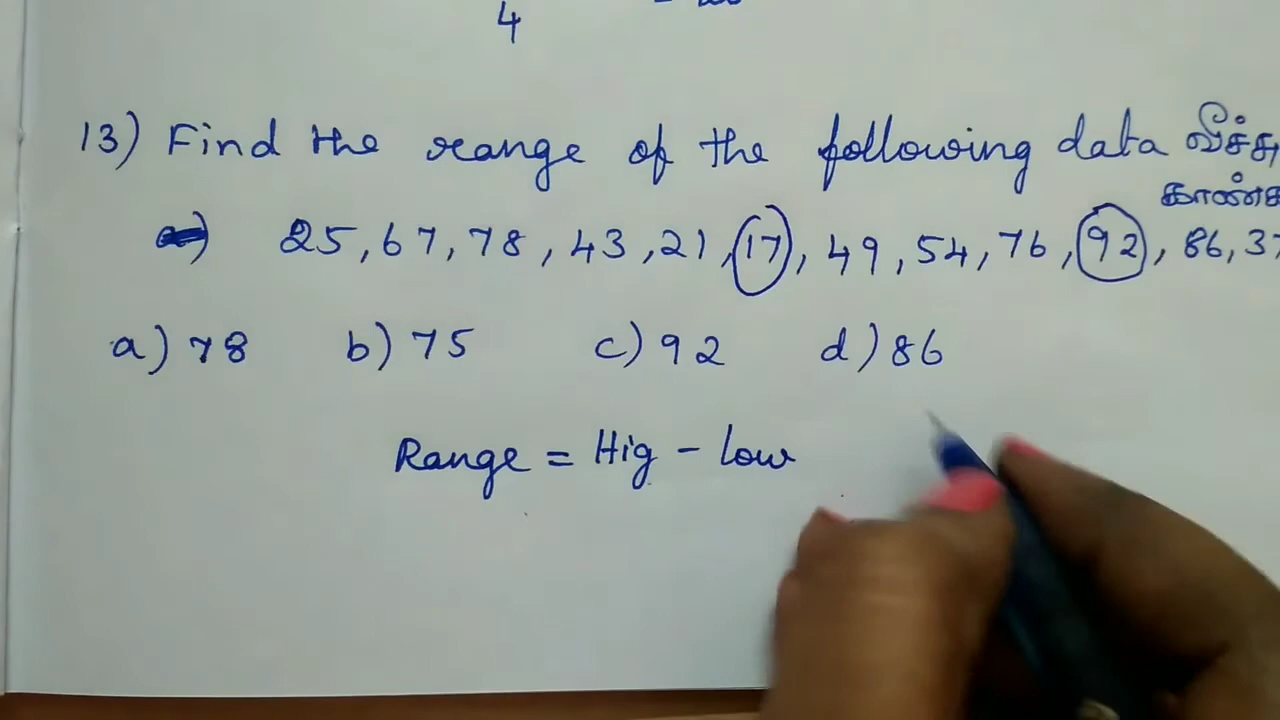 4
13) Find the range of the following data வீச்சு
காண்க
25, 67, 78, 43, 21, 17, 49, 54, 76, 92, 86, 37
a) 78 b) 75 c) 92 d) 86
Range = Hig - low